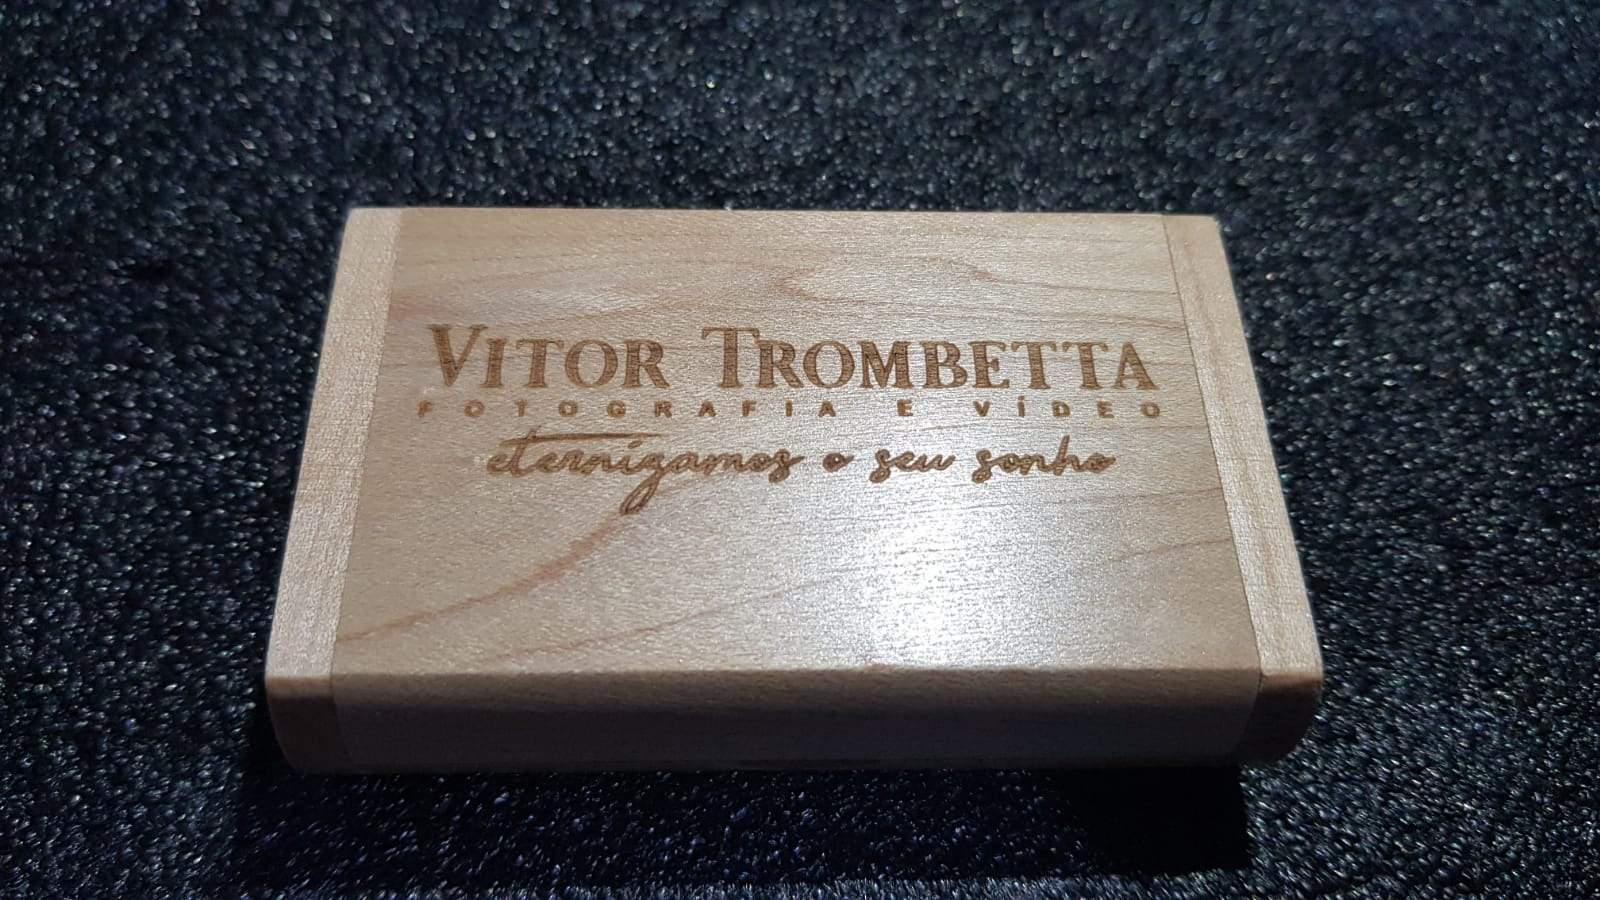 VITOR TROMBETTA
FOTOGRAFIA E VÍDEO
eternizamos o seu sonho